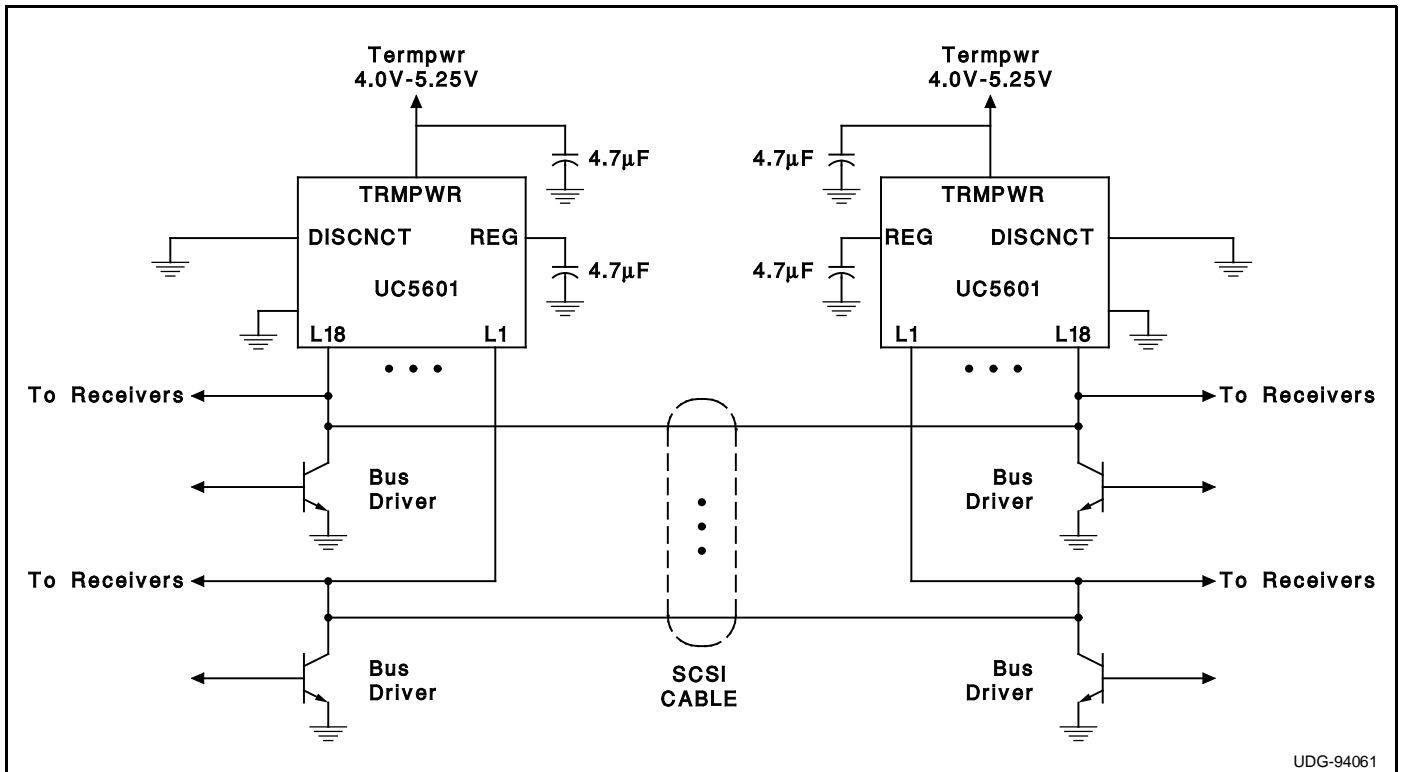 Termpwr
4.0V-5.25V
Termpwr
4.0V-5.25V
4.7µF
4.7µF
TRMPWR
TRMPWR
DISCNCT
REG
REG
DISCNCT
4.7µF
4.7µF
UC5601
UC5601
L18
L1
L1
L18
To Receivers
To Receivers
Bus
Driver
Bus
Driver
To Receivers
To Receivers
Bus
Driver
SCSI
CABLE
Bus
Driver
UDG-94061